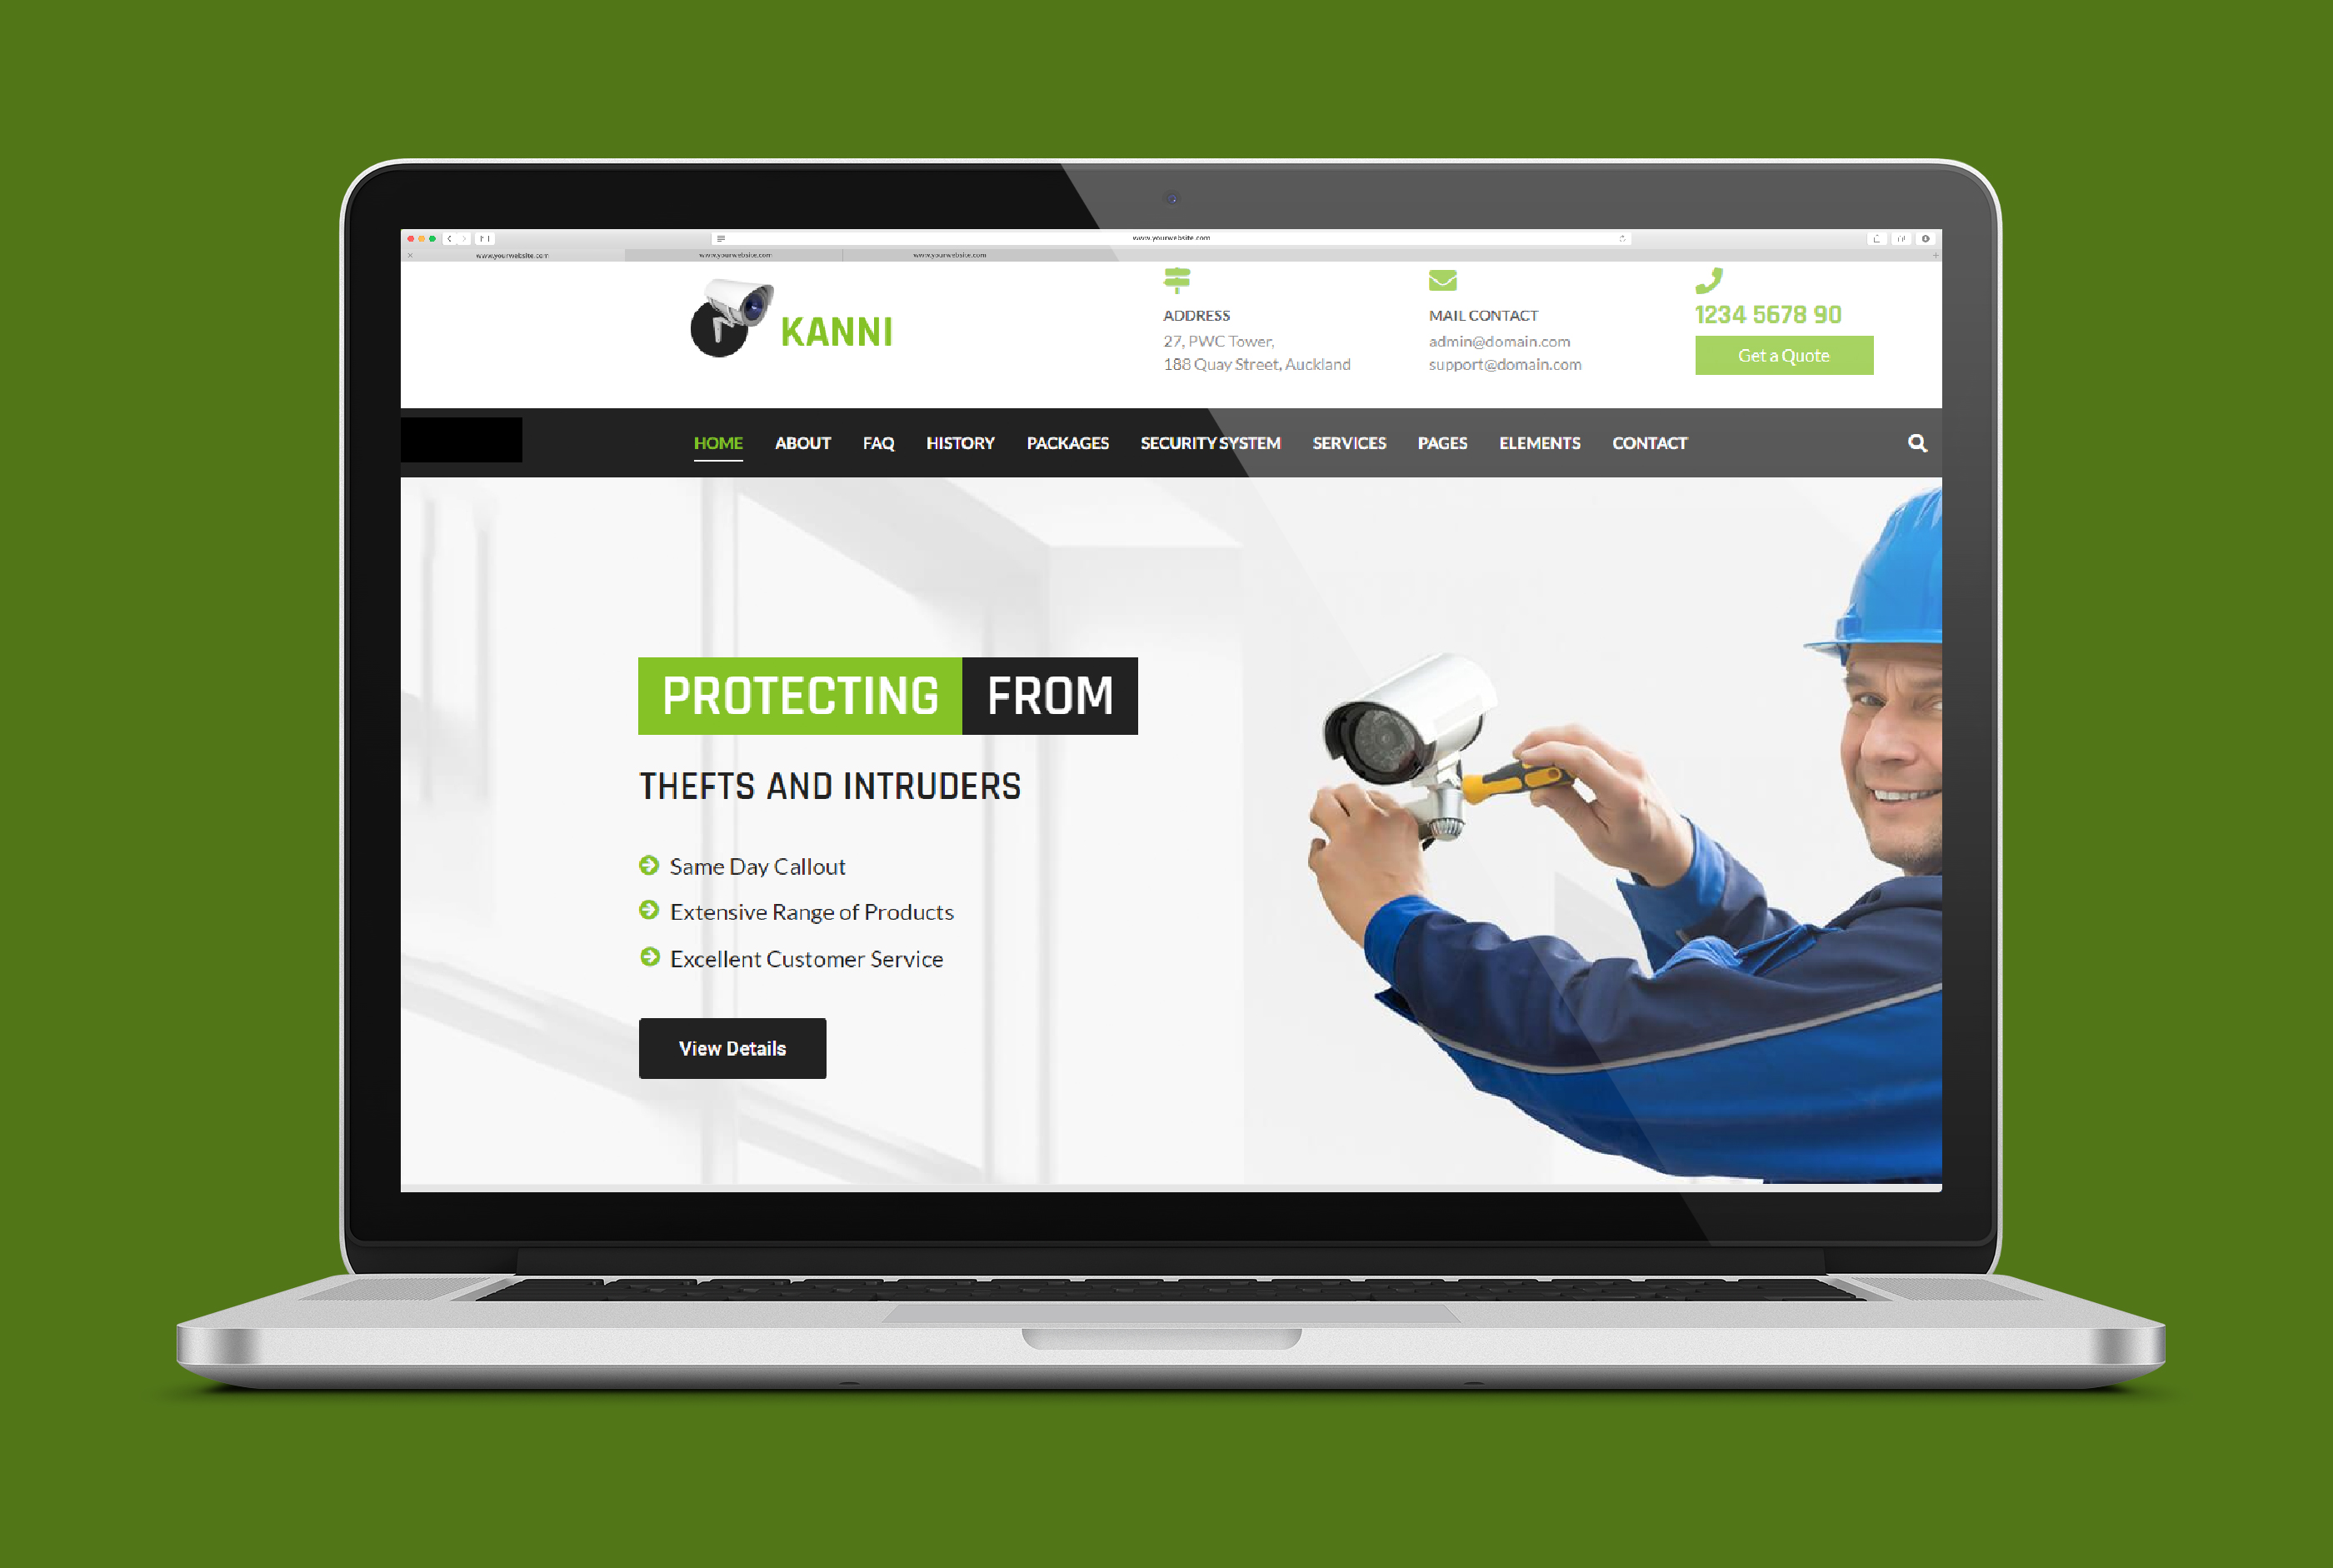 www.yourwebsite.com
www.yourwebsite.com
www.yourwebsite.com
www.yourwebsite.com
KANNI
ADDRESS
27, PWC Tower,
188 Quay Street, Auckland
MAIL CONTACT
admin@domain.com
support@domain.com
1234 5678 90
Get a Quote
HOME ABOUT FAQ HISTORY PACKAGES SECURITY SYSTEM SERVICES PAGES ELEMENTS CONTACT
PROTECTING FROM
THEFTS AND INTRUDERS
Same Day Callout
Extensive Range of Products
Excellent Customer Service
View Details